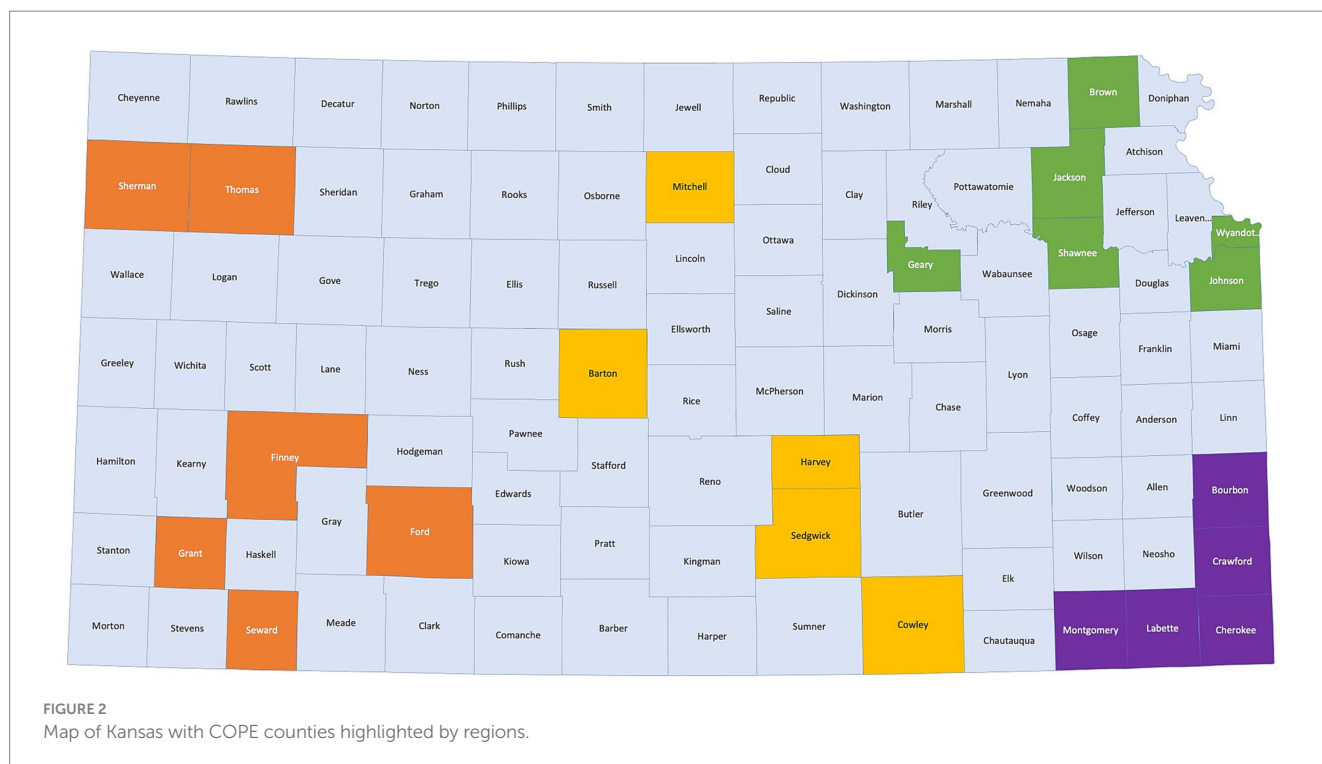 Cheyenne
Rawlins
Decatur
Norton
Phillips
Smith
Jewell
Republic
Washington
Marshall
Nemaha
Brown
Doniphan
Sherman
Thomas
Sheridan
Graham
Rooks
Osborne
Mitchell
Cloud
Clay
Riley
Pottawatomie
Jackson
Atchison
Jefferson
Leaven...
Wyandot...
Wallace
Logan
Gove
Trego
Ellis
Russell
Lincoln
Ottawa
Saline
Dickinson
Geary
Wabaunsee
Shawnee
Douglas
Johnson
Greeley
Wichita
Scott
Lane
Ness
Rush
Barton
Ellsworth
Rice
McPherson
Marion
Morris
Chase
Lyon
Osage
Franklin
Miami
Coffey
Anderson
Linn
Hamilton
Kearny
Finney
Hodgeman
Pawnee
Stafford
Edwards
Gray
Ford
Reno
Harvey
Sedgwick
Butler
Greenwood
Woodson
Allen
Bourbon
Stanton
Grant
Haskell
Kiowa
Pratt
Kingman
Elk
Wilson
Neosho
Crawford
Morton
Stevens
Seward
Meade
Clark
Comanche
Barber
Harper
Sumner
Cowley
Chautauqua
Montgomery
Labette
Cherokee
FIGURE 2
Map of Kansas with COPE counties highlighted by regions.